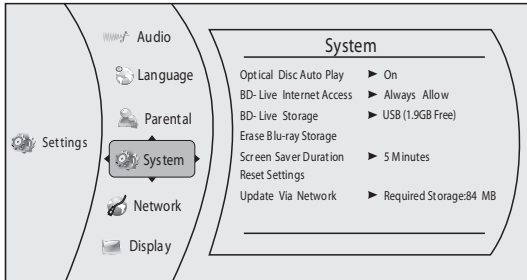 Settings
Audio
Language
Parental
System
Network
Display
System
Optical Disc Auto Play ► On
BD-Live Internet Access ► Always Allow
BD-Live Storage ► USB (1.9GB Free)
Erase Blu-ray Storage
Screen Saver Duration ► 5 Minutes
Reset Settings
Update Via Network ► Required Storage:84 MB